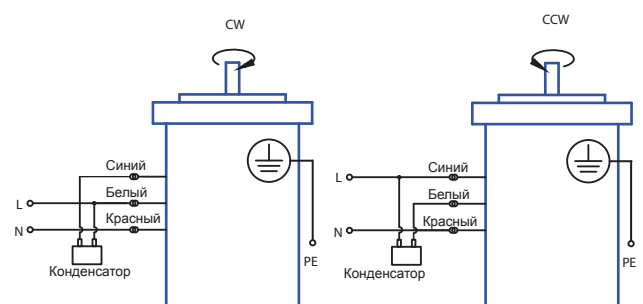 CW
Синий
Белый
L
Красный
N
Конденсатор
PE
CCW
Синий
L
Белый
Красный
N
Конденсатор
PE